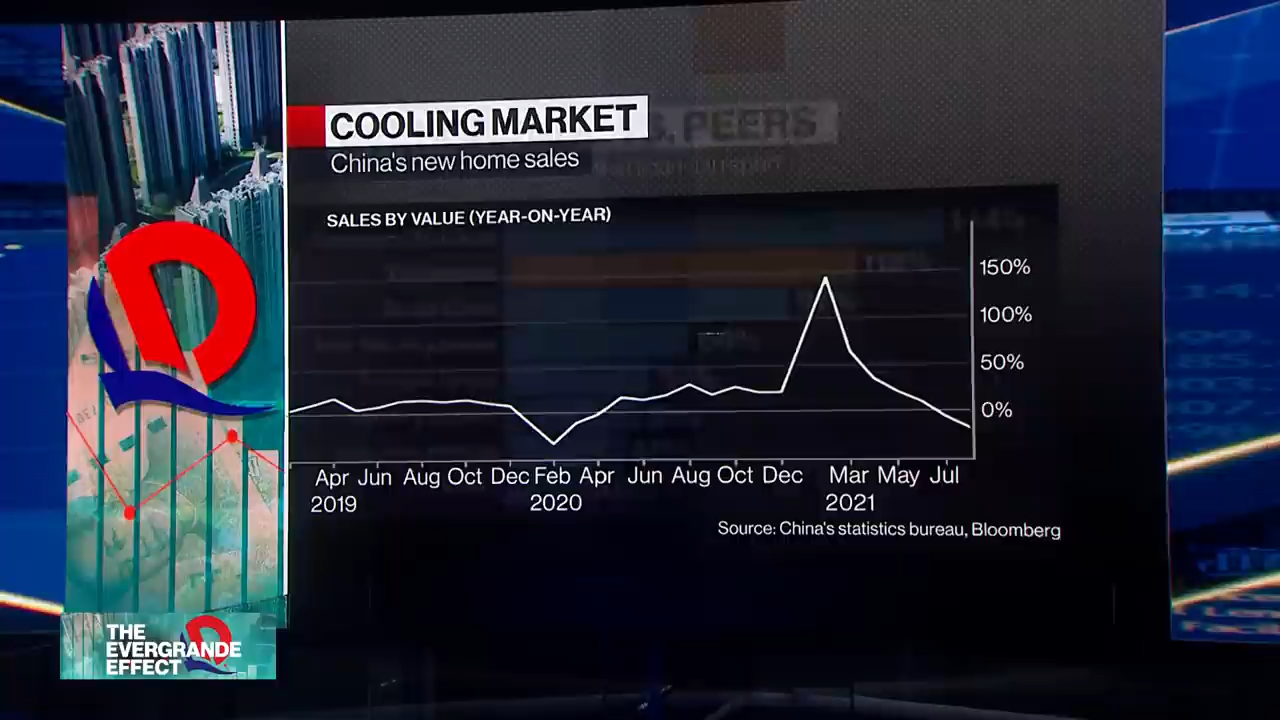 COOLING MARKET
China's new home sales
SALES BY VALUE (YEAR-ON-YEAR)
150%
100%
50%
0%
Apr Jun Aug Oct Dec Feb Apr Jun Aug Oct Dec Mar May Jul
2019 2020 2021
Source: China's statistics bureau, Bloomberg
PEERS
THE
EVERGRANDE
EFFECT